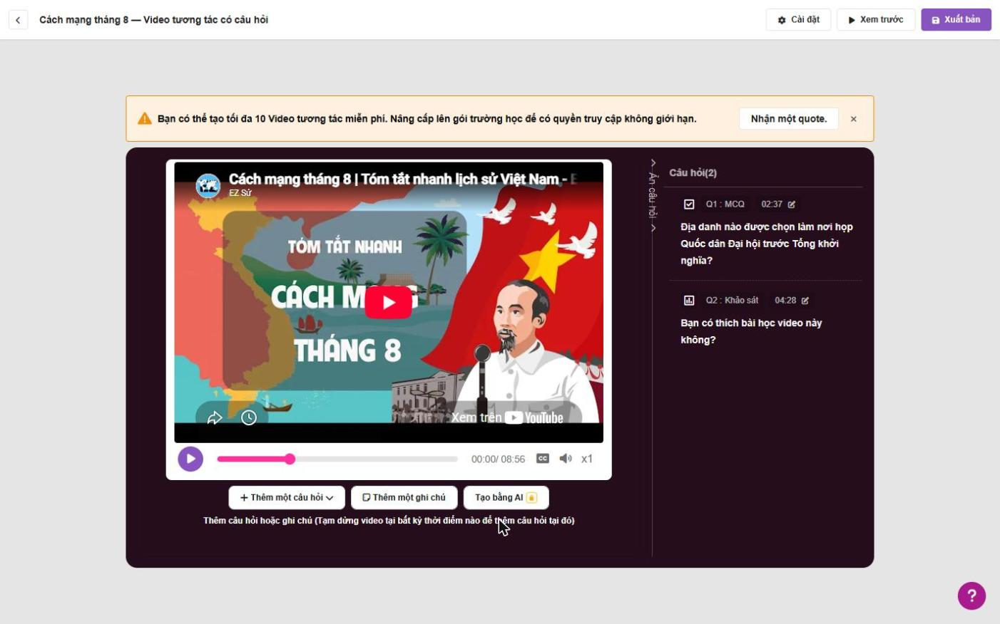 Cách mạng tháng 8 — Video tương tác có câu hỏi
Cài đặt
Xem trước
Xuất bản
Bạn có thể tạo tối đa 10 Video tương tác miễn phí. Nâng cấp lên gói trường học để có quyền truy cập không giới hạn.
Nhận một quote.
Cách mạng tháng 8 | Tóm tắt nhanh lịch sử Việt Nam - E
EZ Sử
TÓM TẮT NHANH
CÁCH M
G
THÁNG 8
Xem trên YouTube
00:00/ 08:56
CC
x1
Thêm một câu hỏi
Thêm một ghi chú
Tạo bằng AI
Thêm câu hỏi hoặc ghi chú (Tạm dừng video tại bất kỳ thời điểm nào để thêm câu hỏi tại đó)
Ẩn câu hỏi
Câu hỏi(2)
Q1 : MCQ 02:37
Địa danh nào được chọn làm nơi họp
Quốc dân Đại hội trước Tổng khởi
nghĩa?
Q2 : Khảo sát 04:28
Bạn có thích bài học video này
không?
?